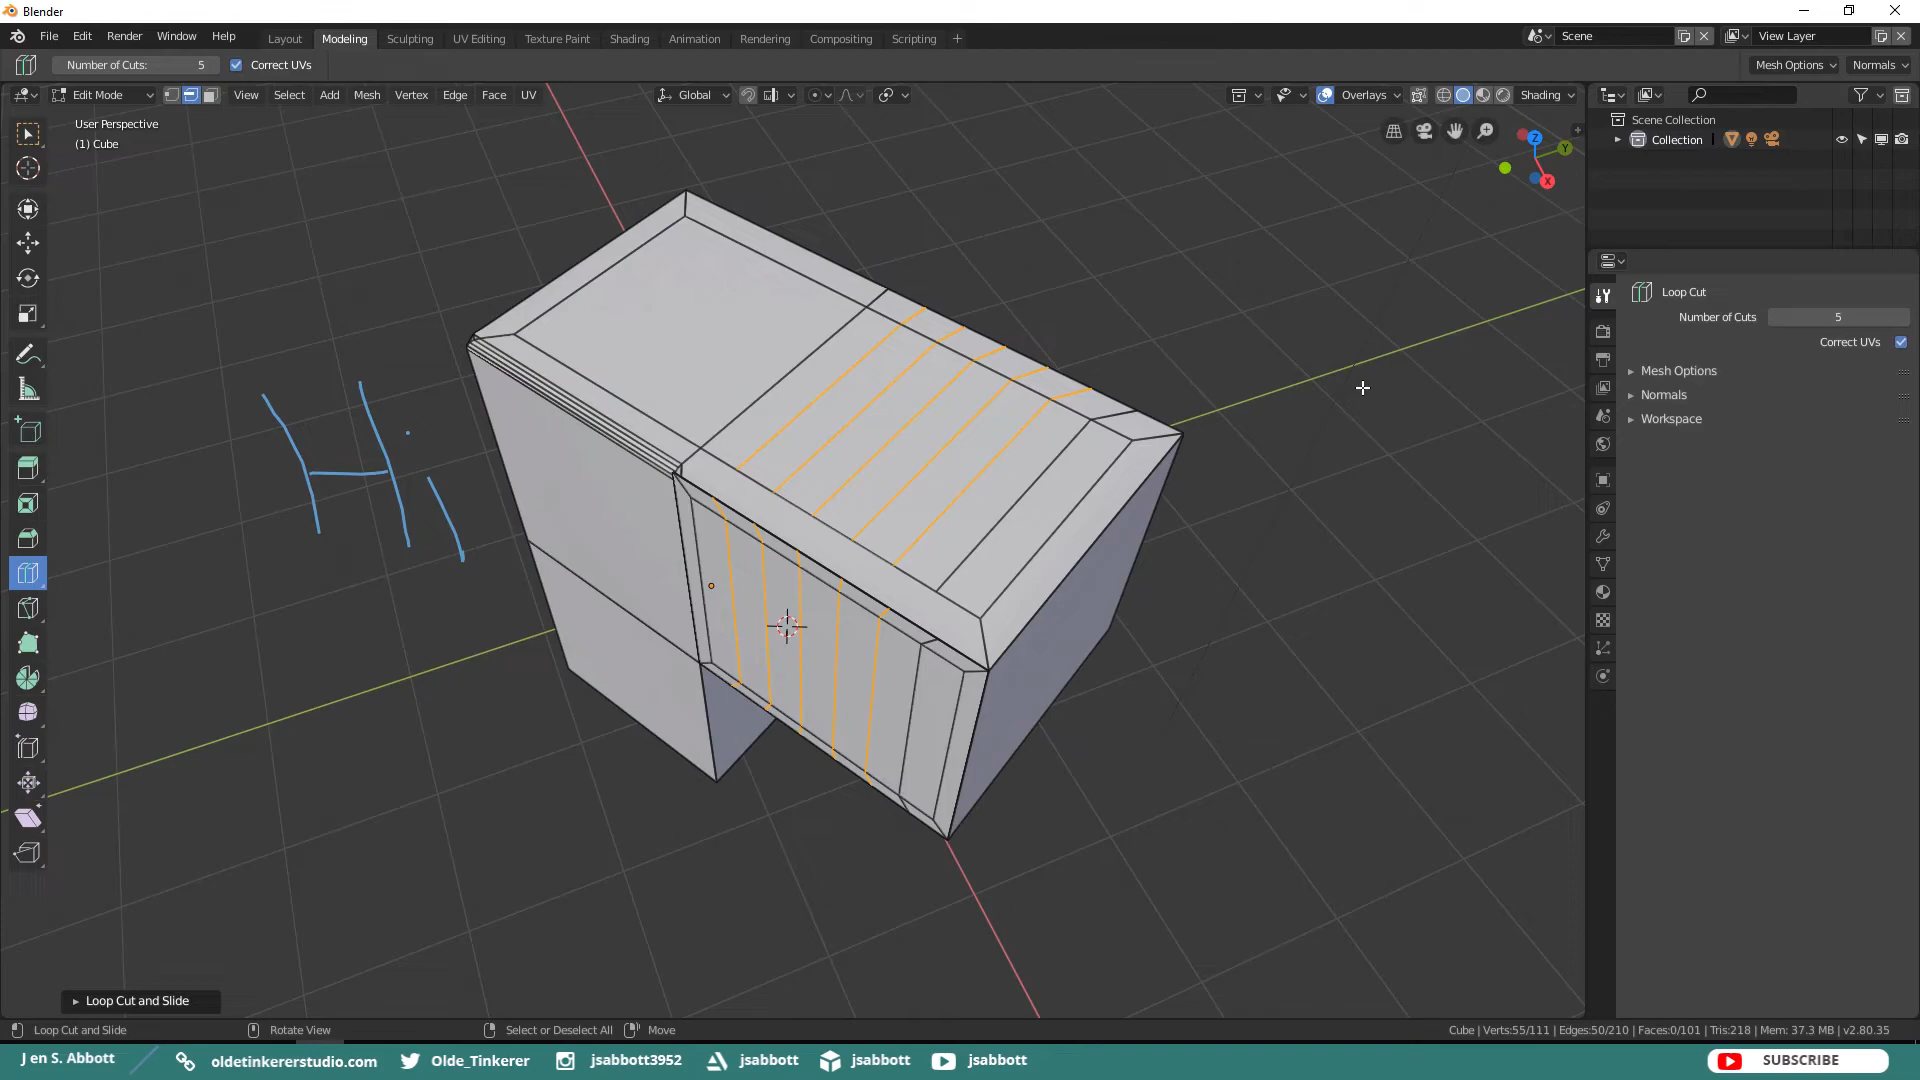 Blender
File Edit Render Window Help Layout Modeling Sculpting UV Editing Texture Paint Shading Animation Rendering Compositing Scripting + Scene View Layer
Number of Cuts: 5 Correct UVs Mesh Options Normals
Edit Mode View Select Add Mesh Vertex Edge Face UV Global Overlays Shading
User Perspective
(1) Cube
Z
Y
X
Scene Collection
Collection
Loop Cut
Number of Cuts 5
Correct UVs
Mesh Options
Normals
Workspace
Hi
Loop Cut and Slide
Loop Cut and Slide Rotate View Select or Deselect All Move Cube | Verts:55/111 | Edges:50/210 | Faces:0/101 | Tris:218 | Mem: 37.3 MB | v2.80.35
J en S. Abbott oldetinkererstudio.com Olde_Tinkerer jsabbott3952 jsabbott jsabbott jsabbott SUBSCRIBE